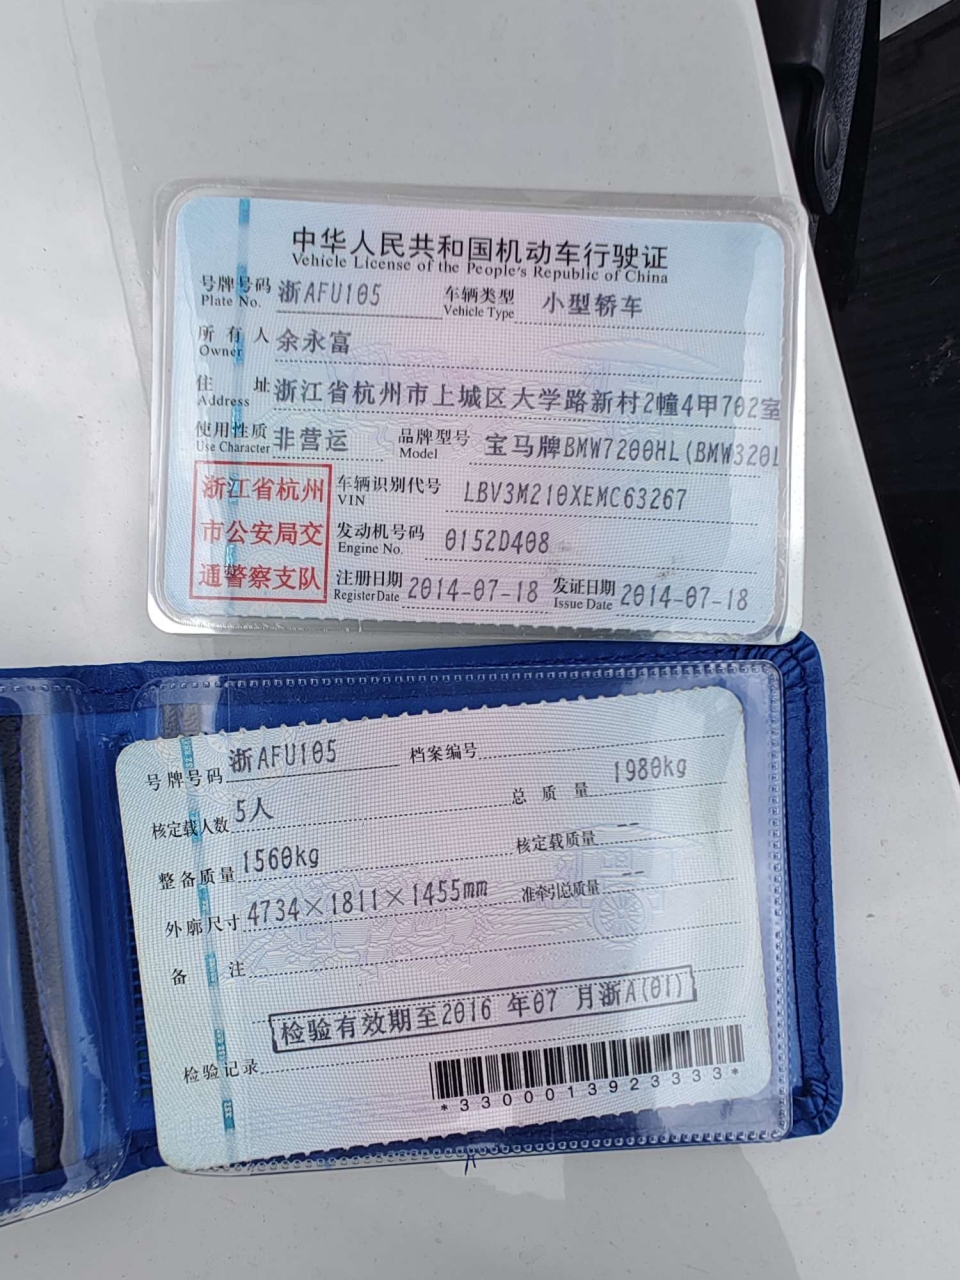 中华人民共和国机动车行驶证
Vehicle License of the People's Republic of China
号牌号码 浙AFU105 车辆类型 小型轿车
Plate No. Vehicle Type
所有人 余永富
Owner
住址 浙江省杭州市上城区大学路新村2幢4甲702室
Address
使用性质 非营运 品牌型号 宝马牌BMW7200HL(BMW320L
Use Character Model
浙江省杭州
市公安局交
通警察支队
车辆识别代号 LBV3M210XEMC63267
VIN
发动机号码 0152D408
Engine No.
注册日期 2014-07-18 发证日期 2014-07-18
Register Date Issue Date
号牌号码 浙AFU105 档案编号
核定载人数 5人 总质量 1980kg
整备质量 1560kg 核定载质量 --
外廓尺寸 4734×1811×1455mm 准牵引总质量 --
备注
检验有效期至2016 年07 月浙A(01)
检验记录
*3300013923333*